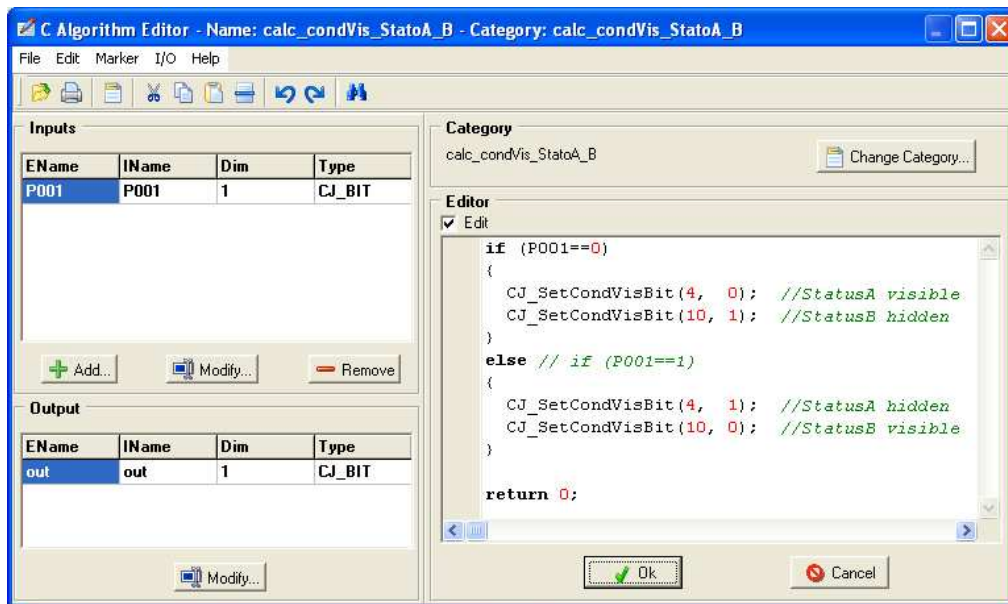 C Algorithm Editor - Name: calc_condVis_StatoA_B - Category: calc_condVis_StatoA_B
File Edit Marker I/O Help
Inputs
EName IName Dim Type
P001 P001 1 CJ_BIT
Add... Modify... Remove
Output
EName IName Dim Type
out out 1 CJ_BIT
Modify...
Category
calc_condVis_StatoA_B Change Category...
Editor
Edit
if (P001==0)
{
CJ_SetCondVisBit(4, 0); //StatusA visible
CJ_SetCondVisBit(10, 1); //StatusB hidden
}
else // if (P001==1)
{
CJ_SetCondVisBit(4, 1); //StatusA hidden
CJ_SetCondVisBit(10, 0); //StatusB visible
}
return 0;
Ok Cancel